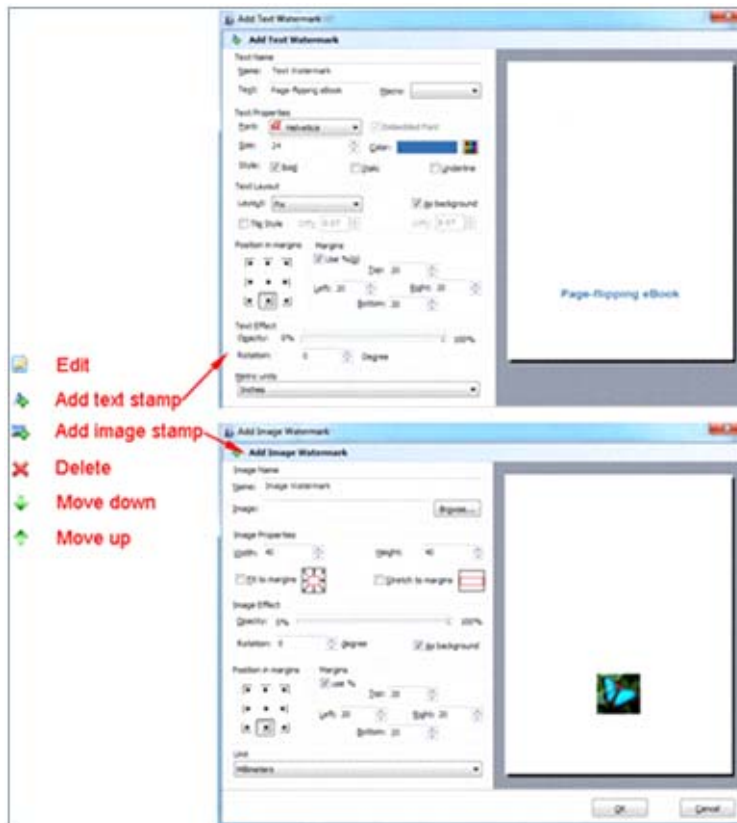 Edit
Add text stamp
Add image stamp
Delete
Move down
Move up
Add Text Watermark
Add Text Watermark
Text Name
Name: Text Watermark
Text: Page-flipping eBook Macro:
Text Properties
Font: Helvetica Embedded Font
Size: 24 Color:
Style: Bold Italic Underline
Text Layout
Layout: Fix As background
Tile Style
Position in margins Margins
Use %
Top: 20
Left: 20 Right: 20
Bottom: 20
Text Effect
Opacity: 0% 100%
Rotation: 0 Degree
Metric units
Inches
Page-flipping eBook
Add Image Watermark
Add Image Watermark
Image Name
Name: Image Watermark
Image: Browse...
Image Properties
Width: 40 Height: 40
Fit to margins Stretch to margins
Image Effect
Opacity: 0% 100%
Rotation: 0 degree As background
Position in margins Margins
use %
Top: 20
Left: 20 Right: 20
Bottom: 20
Unit
Millimeters
OK Cancel